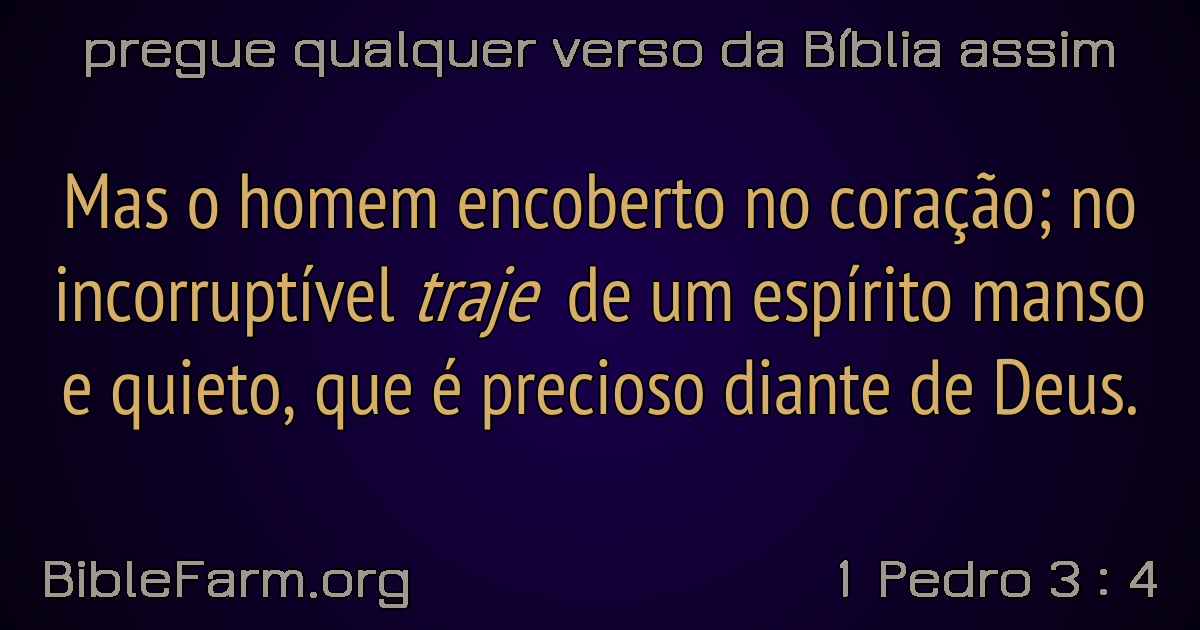 pregue qualquer verso da Bíblia assim
Mas o homem encoberto no coração; no
incorruptível traje de um espírito manso
e quieto, que é precioso diante de Deus.
BibleFarm.org
1 Pedro 3 : 4